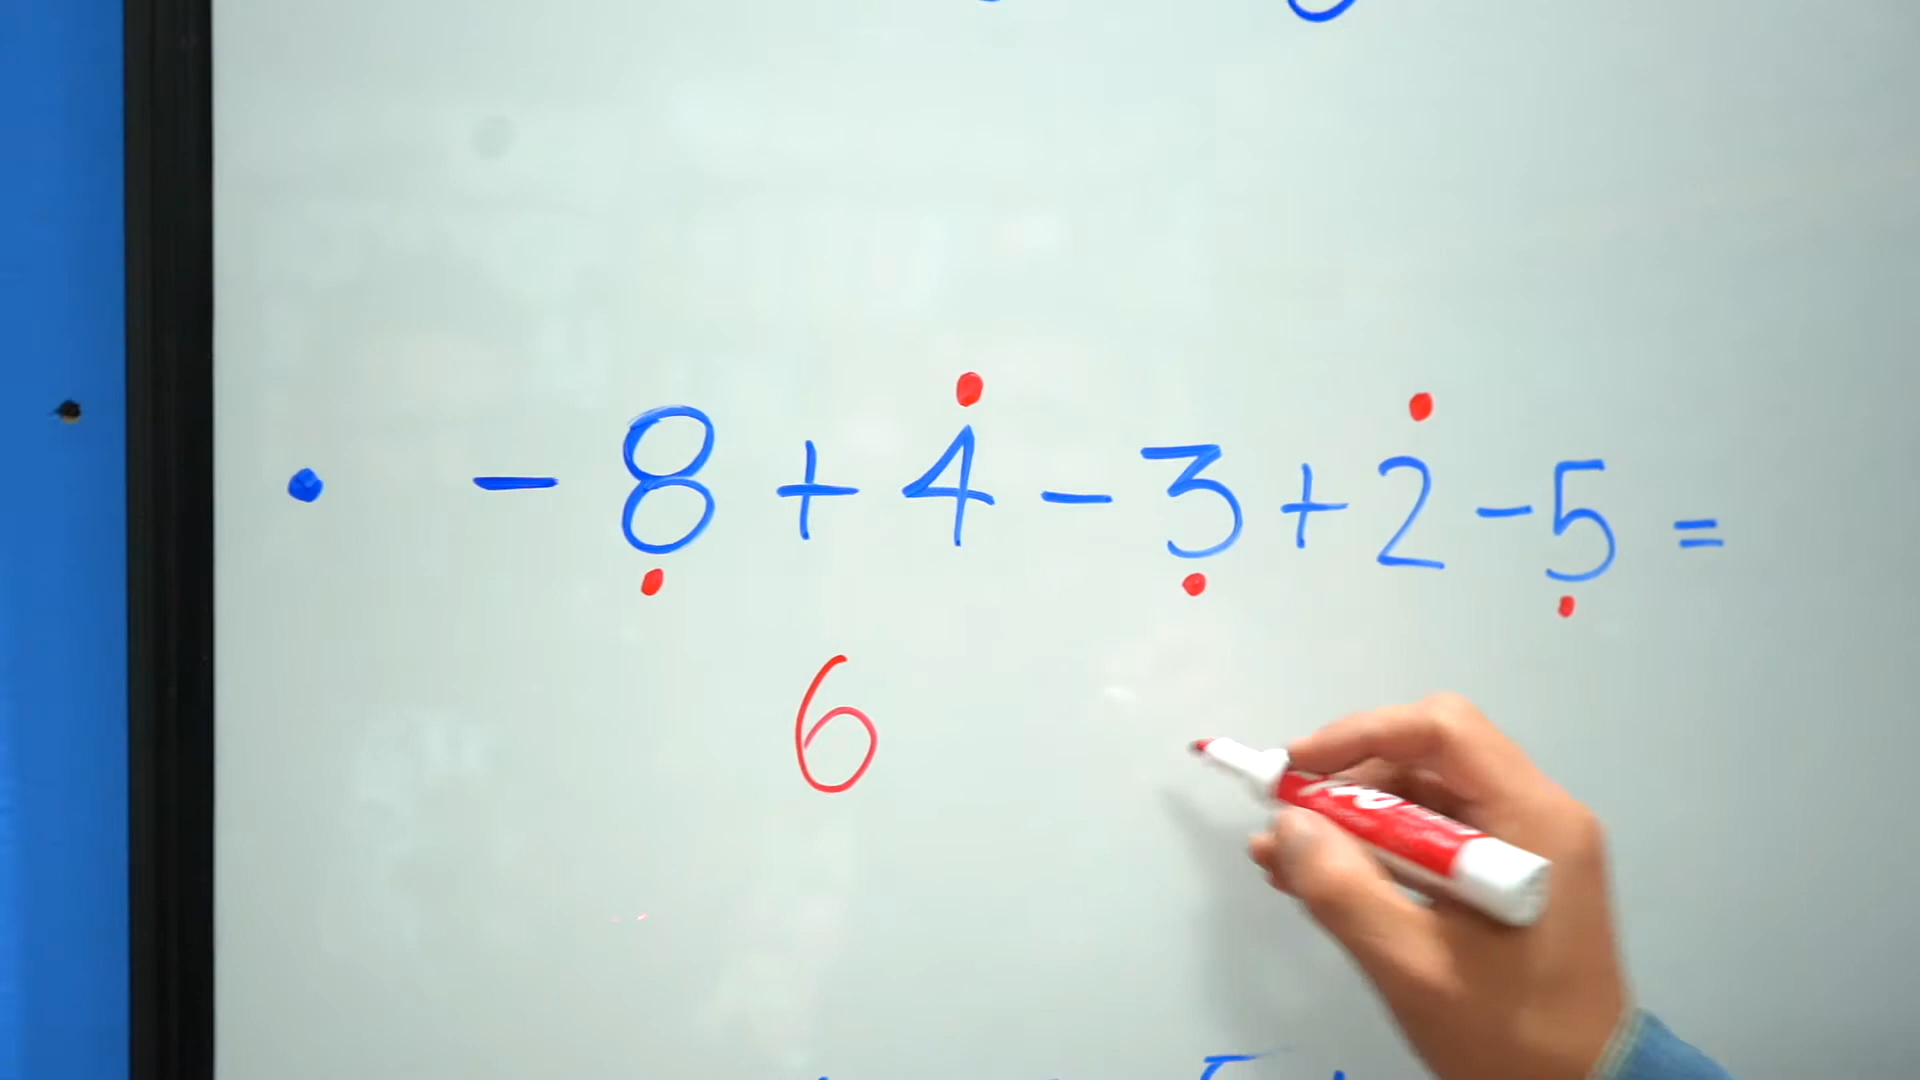 • - 8 + 4 - 3 + 2 - 5 =
6